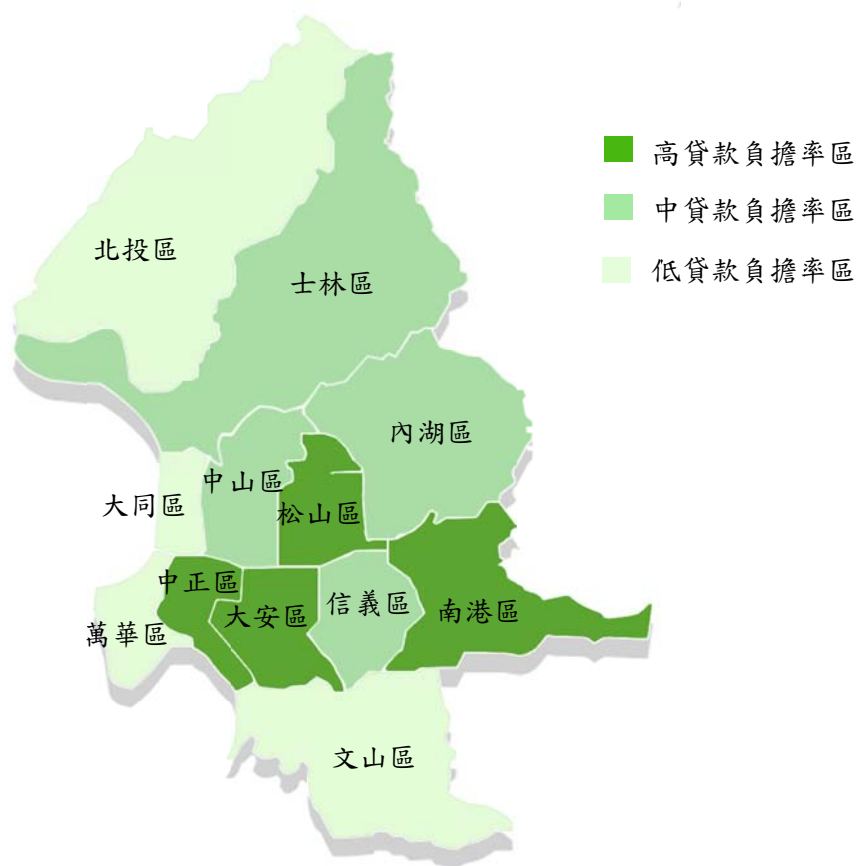 高貸款負擔率區
中貸款負擔率區
低貸款負擔率區
北投區
士林區
內湖區
中山區
大同區
松山區
中正區
大安區
信義區
南港區
萬華區
文山區